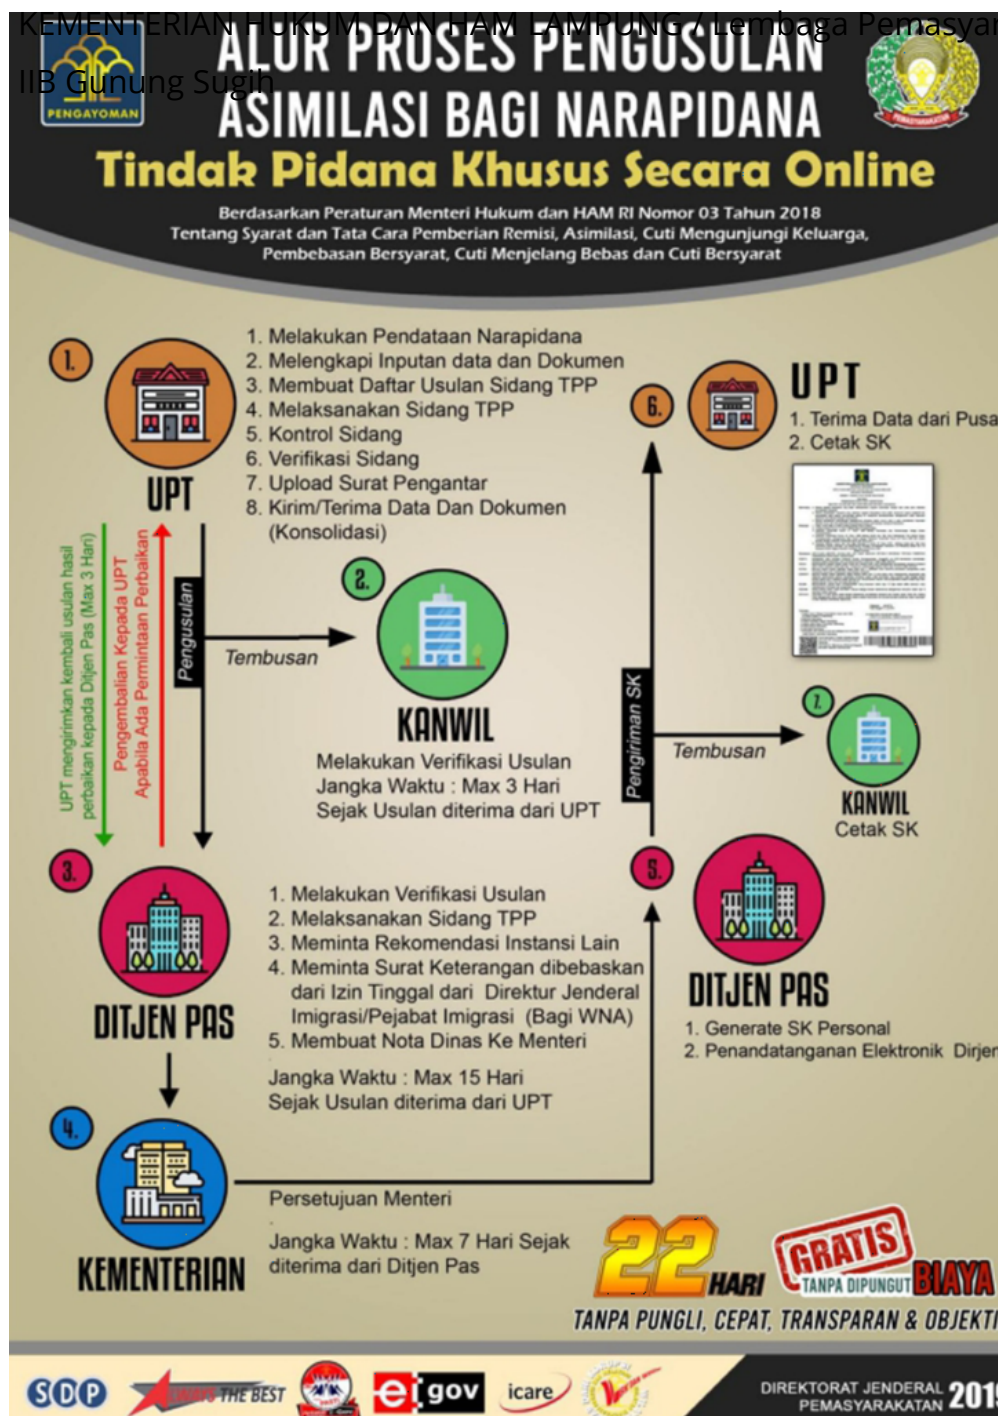 KEMENTERIAN HUKUM DAN HAM LAMPUNG / Lembaga Pemasyar
IIB Gunung Sugih
PENGAYOMAN
ALUR PROSES PENGUSULAN
ASIMILASI BAGI NARAPIDANA
PEMASYARAKATAN
Tindak Pidana Khusus Secara Online
Berdasarkan Peraturan Menteri Hukum dan HAM RI Nomor 03 Tahun 2018
Tentang Syarat dan Tata Cara Pemberian Remisi, Asimilasi, Cuti Mengunjungi Keluarga,
Pembebasan Bersyarat, Cuti Menjelang Bebas dan Cuti Bersyarat
1.
UPT
1. Melakukan Pendataan Narapidana
2. Melengkapi Inputan data dan Dokumen
3. Membuat Daftar Usulan Sidang TPP
4. Melaksanakan Sidang TPP
5. Kontrol Sidang
6. Verifikasi Sidang
7. Upload Surat Pengantar
8. Kirim/Terima Data Dan Dokumen
(Konsolidasi)
6.
UPT
1. Terima Data dari Pusa
2. Cetak SK
UPT mengirimkan kembali usulan hasil
perbaikan kepada Ditjen Pas (Max 3 Hari)
Pengembalian Kepada UPT
Apabila Ada Permintaan Perbaikan
Pengusulan
Tembusan
2.
KANWIL
Melakukan Verifikasi Usulan
Jangka Waktu : Max 3 Hari
Sejak Usulan diterima dari UPT
Pengiriman SK
Tembusan
7.
KANWIL
Cetak SK
3.
DITJEN PAS
1. Melakukan Verifikasi Usulan
2. Melaksanakan Sidang TPP
3. Meminta Rekomendasi Instansi Lain
4. Meminta Surat Keterangan dibebaskan
dari Izin Tinggal dari Direktur Jenderal
Imigrasi/Pejabat Imigrasi (Bagi WNA)
5. Membuat Nota Dinas Ke Menteri
Jangka Waktu : Max 15 Hari
Sejak Usulan diterima dari UPT
5.
DITJEN PAS
1. Generate SK Personal
2. Penandatanganan Elektronik Dirjen
4.
KEMENTERIAN
Persetujuan Menteri
Jangka Waktu : Max 7 Hari Sejak
diterima dari Ditjen Pas
22 HARI
GRATIS
TANPA DIPUNGUT BIAYA
TANPA PUNGLI, CEPAT, TRANSPARAN & OBJEKTI
SDP
ALWAYS THE BEST
e gov
icare
DIREKTORAT JENDERAL
PEMASYARAKATAN 2019